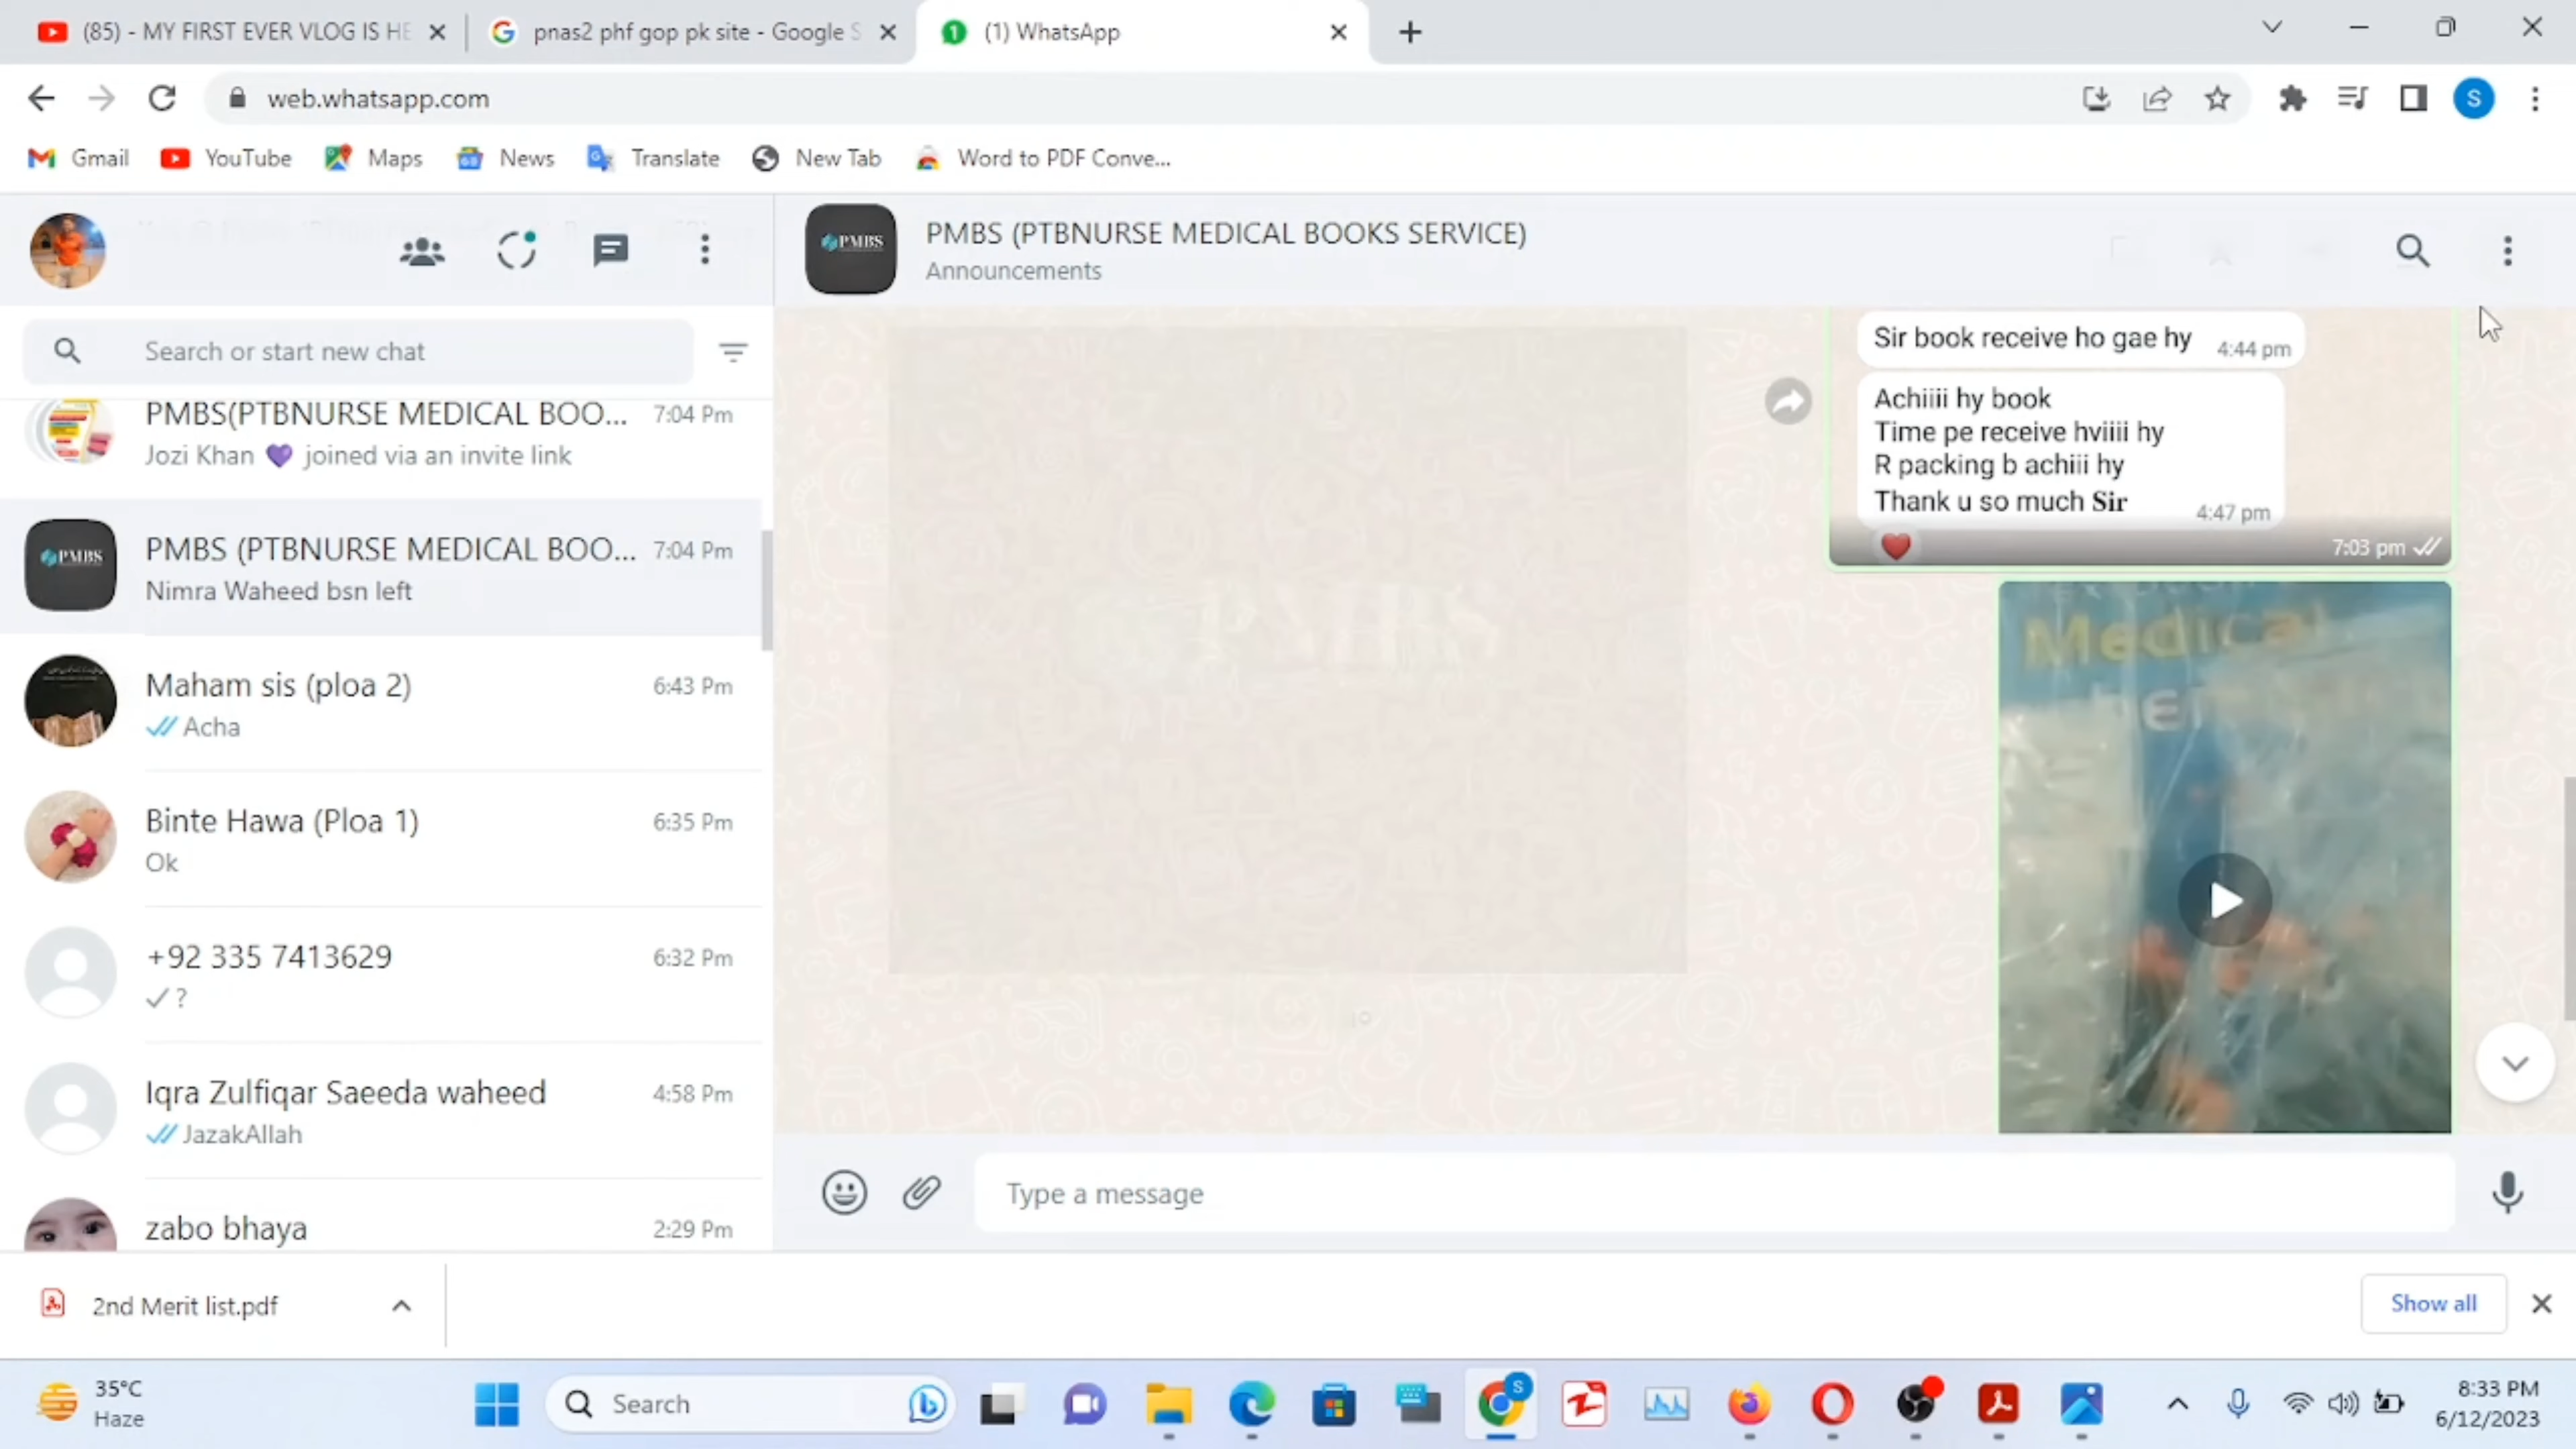 (85) - MY FIRST EVER VLOG IS HE
pnas2 phf gop pk site - Google S
(1) WhatsApp
web.whatsapp.com
S
Gmail
YouTube
Maps
News
Translate
New Tab
Word to PDF Conve...
Search or start new chat
PMBS(PTBNURSE MEDICAL BOO... 7:04 Pm
Jozi Khan 💜 joined via an invite link
PMBS
PMBS (PTBNURSE MEDICAL BOO... 7:04 Pm
Nimra Waheed bsn left
Maham sis (ploa 2) 6:43 Pm
Acha
Binte Hawa (Ploa 1) 6:35 Pm
Ok
+92 335 7413629 6:32 Pm
?
Iqra Zulfiqar Saeeda waheed 4:58 Pm
JazakAllah
zabo bhaya 2:29 Pm
PMBS
PMBS (PTBNURSE MEDICAL BOOKS SERVICE)
Announcements
Sir book receive ho gae hy 4:44 pm
Achiiii hy book
Time pe receive hviiii hy
R packing b achiii hy
Thank u so much Sir 4:47 pm
7:03 pm
Medical
PMBS
Type a message
2nd Merit list.pdf
Show all
35°C
Haze
Search
S
8:33 PM
6/12/2023